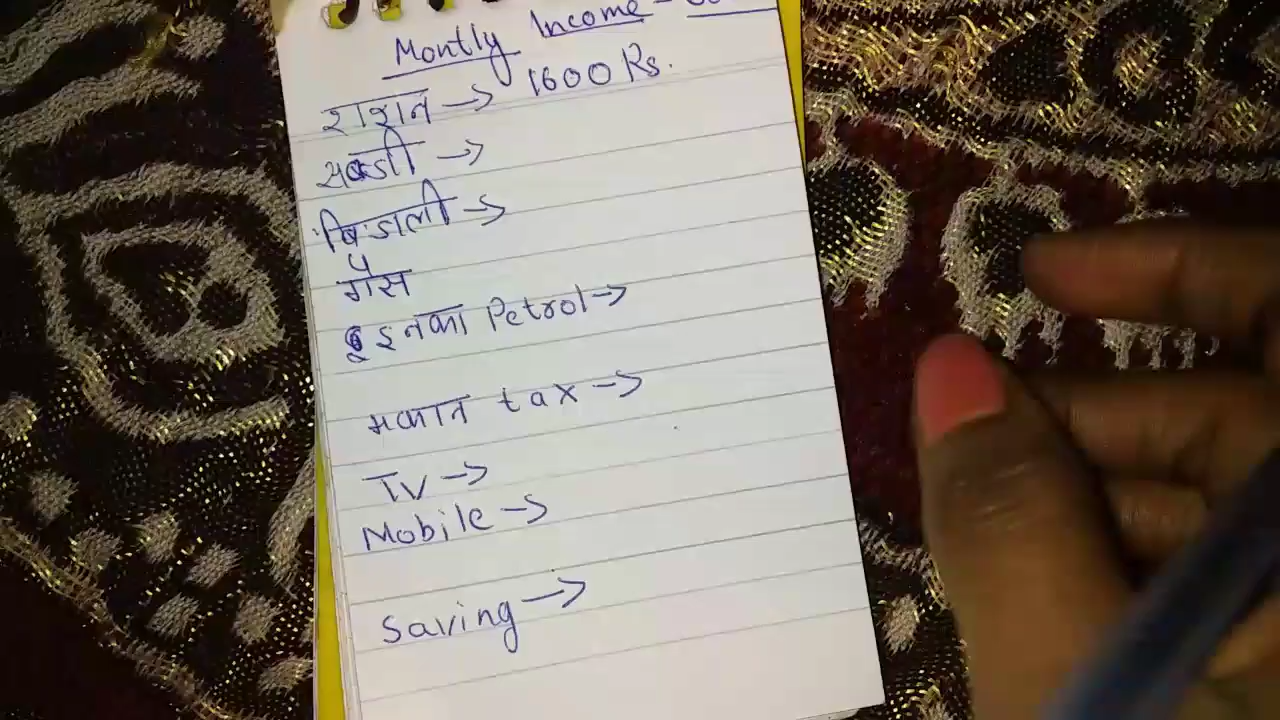 Montly Income -
राशन → 1600 Rs.
सब्जी →
बिजली →
गैस
इनका Petrol →
मकान tax →
TV →
Mobile →
Saving →